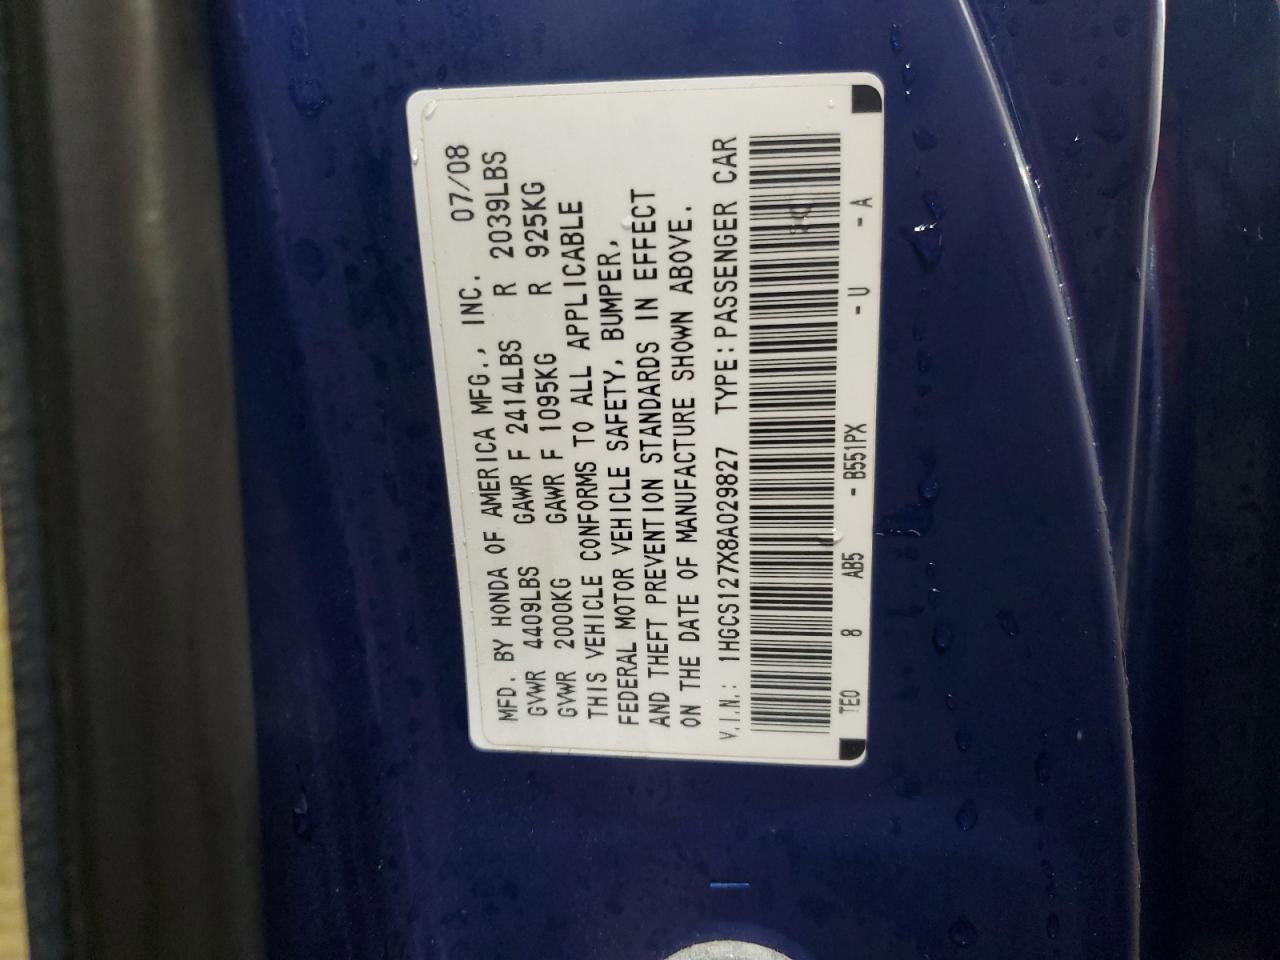 MFD. BY HONDA OF AMERICA MFG., INC. 07/08
GVWR 4409LBS GAWR F 2414LBS R 2039LBS
GVWR 2000KG GAWR F 1095KG R 925KG
THIS VEHICLE CONFORMS TO ALL APPLICABLE
FEDERAL MOTOR VEHICLE SAFETY, BUMPER,
AND THEFT PREVENTION STANDARDS IN EFFECT
ON THE DATE OF MANUFACTURE SHOWN ABOVE.
V.I.N.: 1HGCS127X8A029827 TYPE:PASSENGER CAR
TE0 8 AB5 - B551PX - U - A